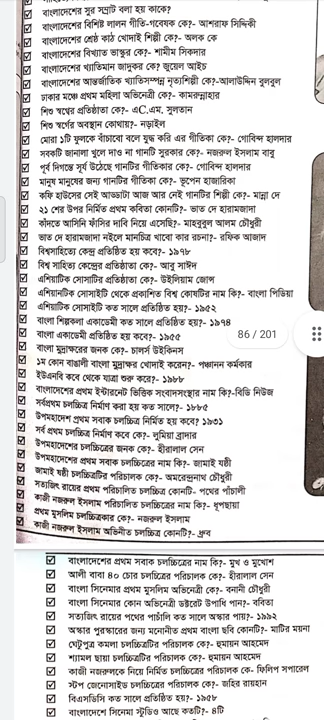 বাংলাদেশের সুর সম্রাট বলা হয় কাকে?
বাংলাদেশের বিশিষ্ট লালন গীতি-গবেষক কে?- আশরাফ সিদ্দিকী
বাংলাদেশের শ্রেষ্ঠ কাঠ খোদাই শিল্পী কে?- অলক কে
বাংলাদেশের বিখ্যাত ভাস্কুর কে?- শামীম সিকদার
বাংলাদেশের খ্যাতিমান জাদুকর কে? জুয়েল আইচ
বাংলাদেশের আন্তর্জাতিক খ্যাতিসম্পন্ন নৃত্যশিল্পী কে?-আলাউদ্দিন বুলবুল
ঢাকার মঞ্চে প্রথম মহিলা অভিনেত্রী কে?- কামরুন্নাহার
শিশু স্বর্গের প্রতিষ্ঠাতা কে?- এC.এম. সুলতান
শিশু স্বর্গের অবস্থান কোথায়?- নড়াইল
মোরা ১টি ফুলকে বাঁচাবো বলে যুদ্ধ করি এর গীতিকা কে?- গোবিন্দ হালদার
সবকটি জানালা খুলে দাও না গানটি সুরকার কে?- নজরুল ইসলাম বাবু
পূর্ব দিগন্তে সূর্য উঠেছে গানটির গীতিকার কে?- গোবিন্দ হালদার
মানুষ মানুষের জন্য গানটির গীতিকা কে?- ভূপেন হাজারিকা
কফি হাউসের সেই আড্ডাটা আজ আর নেই গানটির শিল্পী কে?- মান্না দে
২১ শের উপর নির্মিত প্রথম কবিতা কোনটি?- ভাত দে হারামজাদা
কাঁদতে আসিনি ফাঁসির দাবি নিয়ে এসেছি?- মাহবুবুল আলম চৌধুরী
ভাত দে হারামজাদা নইলে মানচিত্র খাবো কার রচনা?- রফিক আজাদ
বিশ্বসাহিত্যে কেন্দ্র প্রতিষ্ঠিত হয় কবে?- ১৯৭৮
বিশ্ব সাহিত্য কেন্দ্রের প্রতিষ্ঠাতা কে?- আবু সাঈদ
এশিয়াটিক সোসাটির প্রতিষ্ঠাতা কে?- উইলিয়াম জোন্স
এশিয়ানটিক সোসাইটি থেকে প্রকাশিত বিশ্ব কোষটির নাম কি?- বাংলা পিডিয়া
এশিয়াটিক সোসাইটি কত সালে প্রতিষ্ঠিত হয়?- ১৯৫২
বাংলা শিল্পকলা একাডেমী কত সালে প্রতিষ্ঠিত হয়?- ১৯৭৪
বাংলা একাডেমী প্রতিষ্ঠিত হয় কবে?- ১৯৫৫
86 / 201
বাংলা মুদ্রাক্ষরের জনক কে?- চার্লস উইকিনস
১ম কোন বাঙালী বাংলা মুদ্রাক্ষর খোদাই করেন?- পঞ্চানন কর্মকার
ইউএনবি কবে থেকে যাত্রা শুরু করে?- ১৯৮৮
বাংলাদেশের প্রথম ইন্টারনেট ভিত্তিক সংবাদসংস্থার নাম কি?-বিডি নিউজ
সর্বপ্রথম চলচ্চিত্র নির্মাণ করা হয় কত সালে?- ১৮৮৫
উপমহাদেশ প্রথম সবাক চলচ্চিত্র নির্মিত হয় কবে? ১৯৩১
সর্ব প্রথম চলচ্চিত্র নির্মাণ কবে কে?- লুমিয়া ব্রাদার
উপমহাদেশের চলচ্চিত্রের জনক কে?- হীরালাল সেন
উপমহাদেশের প্রথম সবাক চলচ্চিত্রের নাম কি?- জামাই ষষ্ঠী
জামাই ষষ্ঠী চলচ্চিত্রটির পরিচালক কে?- অমরেন্দ্রনাথ চৌধুরী
সত্যজিৎ রায়ের প্রথম পরিচালিত চলচ্চিত্র কোনটি- পথের পাঁচালী
কাজী নজরুল ইসলাম পরিচালিত চলচ্চিত্রের নাম কি?- ধূপছায়া
প্রথম মুসলিম চলচ্চিত্রকার কে?- নজরুল ইসলাম
কাজী নজরুল ইসলাম অভিনীত চলচ্চিত্র কোনটি?- ধ্রুব
বাংলাদেশের প্রথম সবাক চলচ্চিত্রের নাম কি?- মুখ ও মুখোশ
আলী বাবা ৪০ চোর চলচ্চিত্রের পরিচালক কে?- হীরালাল সেন
বাংলা সিনেমার প্রথম মুসলিম অভিনেত্রী কে?- বনানী চৌধুরী
বাংলা সিনেমার কোন অভিনেত্রী ডক্টরেট উপাধি পান?- ববিতা
সত্যজিৎ রায়ের পথের পাঁচালি কত সালে অস্কার পায়?- ১৯৯২
অস্কার পুরস্কারের জন্য মনোনীত প্রথম বাংলা ছবি কোনটি?- মাটির ময়না
ঘেটুপুত্র কমলা চলচ্চিত্রটির পরিচালক কে?- হুমায়ন আহমেদ
শ্যামল ছায়া চলচ্চিত্রটির পরিচালক কে?- হুমায়ন আহমেদ
কাজী নজরুলকে নিয়ে নির্মিত চলচ্চিত্রের পরিচালক কে- ফিলিপ সপারেল
স্টপ জেনোসাইড চলচ্চিত্রের পরিচালক কে?- জহির রায়হান
বিএসডিসি কত সালে প্রতিষ্ঠিত হয়?- ১৯৫৮
বাংলাদেশে সিনেমা স্টুডিও আছে কতটি?- ৪টি